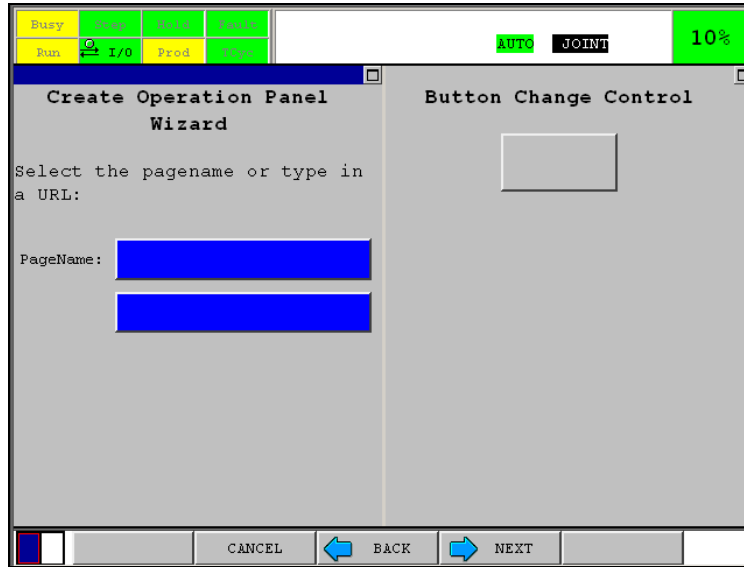 Busy Step Hold Fault
Run I/O Prod TCyc
AUTO JOINT
10%
Create Operation Panel
Wizard
Select the pagename or type in
a URL:
PageName:
Button Change Control
CANCEL BACK NEXT